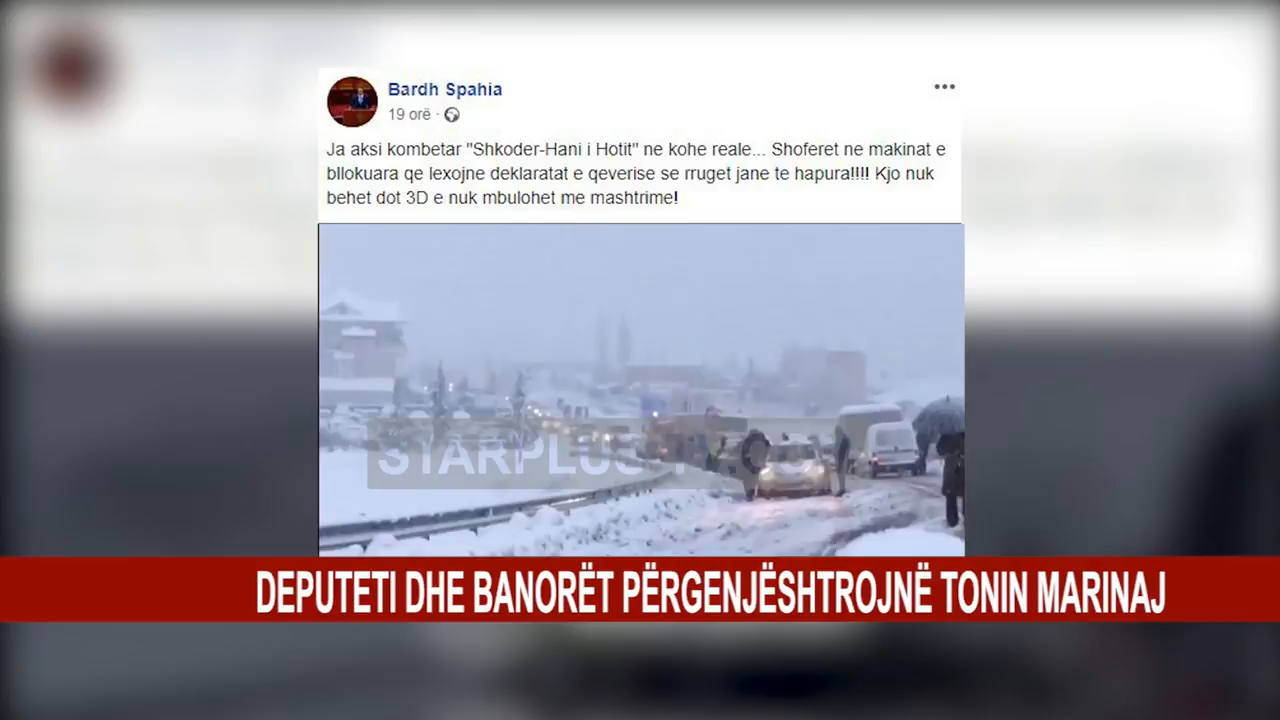 Bardh Spahia
19 orë ·
Ja aksi kombetar "Shkoder-Hani i Hotit" ne kohe reale... Shoferet ne makinat e
bllokuara qe lexojne deklaratat e qeverise se rruget jane te hapura!!!! Kjo nuk
behet dot 3D e nuk mbulohet me mashtrime!
STARPLUS TV.COM
DEPUTETI DHE BANORËT PËRGENJËSHTROJNË TONIN MARINAJ